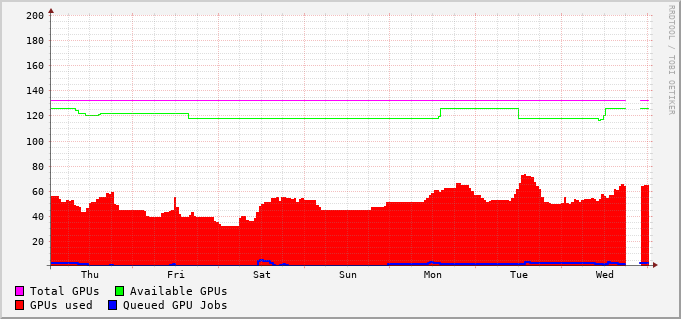 200
180
160
140
120
100
80
60
40
20
Thu Fri Sat Sun Mon Tue Wed
Total GPUs Available GPUs
GPUs used Queued GPU Jobs
RRDTOOL / TOBI OETIKER